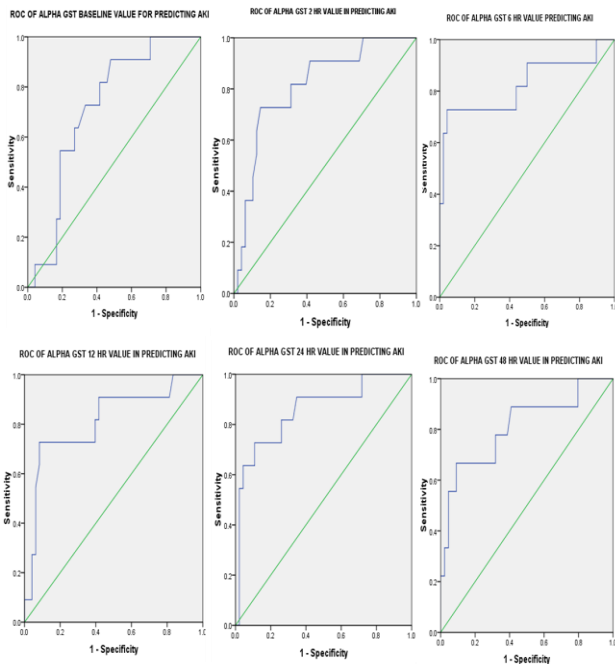 ROC OF ALPHA GST BASELINE VALUE FOR PREDICTING AKI
Sensitivity
1.0
0.8
0.6
0.4
0.2
0.0
0.0 0.2 0.4 0.6 0.8 1.0
1 - Specificity
ROC OF ALPHA GST 2 HR VALUE IN PREDICTING AKI
Sensitivity
1.0
0.8
0.6
0.4
0.2
0.0
0.0 0.2 0.4 0.6 0.8 1.0
1 - Specificity
ROC OF ALPHA GST 6 HR VALUE PREDICTING AKI
Sensitivity
1.0
0.8
0.6
0.4
0.2
0.0
0.0 0.2 0.4 0.6 0.8 1.0
1 - Specificity
ROC OF ALPHA GST 12 HR VALUE IN PREDICTING AKI
Sensitivity
1.0
0.8
0.6
0.4
0.2
0.0
0.0 0.2 0.4 0.6 0.8 1.0
1 - Specificity
ROC OF ALPHA GST 24 HR VALUE IN PREDICTING AKI
Sensitivity
1.0
0.8
0.6
0.4
0.2
0.0
0.0 0.2 0.4 0.6 0.8 1.0
1 - Specificity
ROC OF ALPHA GST 48 HR VALUE IN PREDICTING AKI
Sensitivity
1.0
0.8
0.6
0.4
0.2
0.0
0.0 0.2 0.4 0.6 0.8 1.0
1 - Specificity